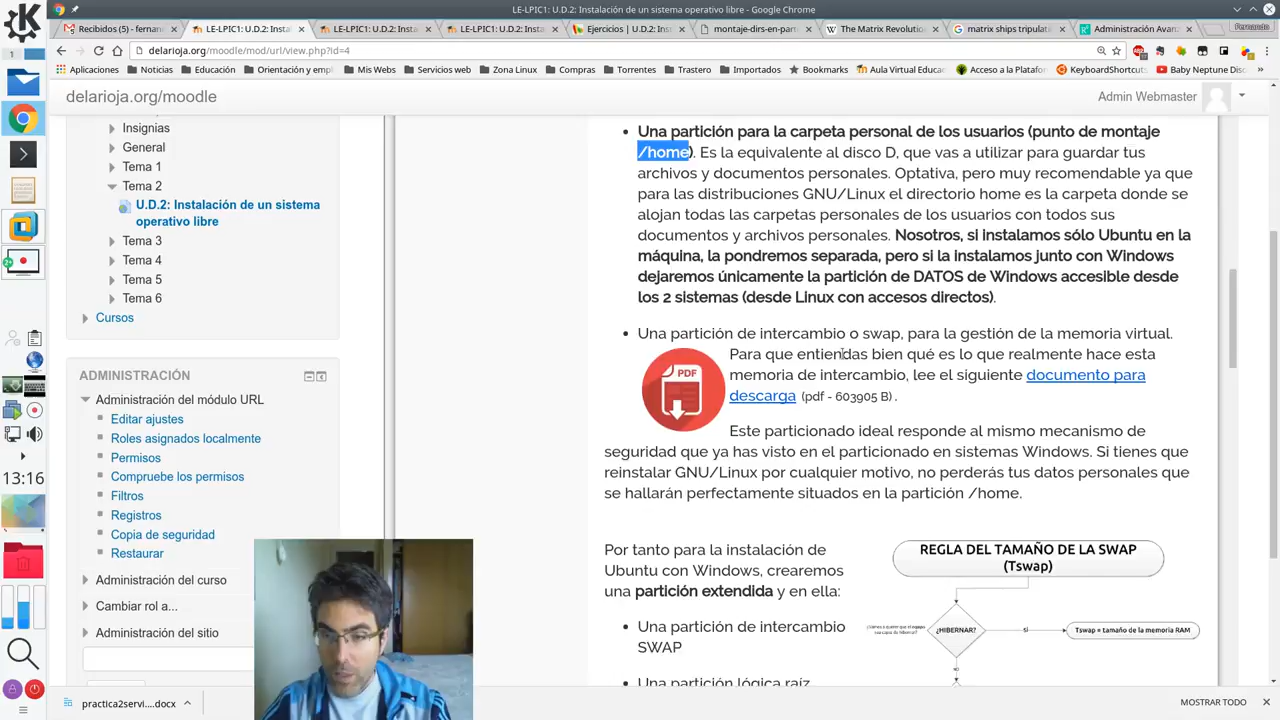 LE-LPIC1: U.D.2: Instalación de un sistema operativo libre - Google Chrome
Recibidos (5) - fernan
LE-LPIC1: U.D.2: Insta
LE-LPIC1: U.D.2: Instal
LE-LPIC1: U.D.2: Instal
Ejercicios | U.D.2: Inst
montaje-dirs-en-part
The Matrix Revolution
matrix ships tripulat
Administración Avan
Fernando
delarioja.org/moodle/mod/url/view.php?id=4
Aplicaciones
Noticias
Educación
Orientación y empl
Mis Webs
Servicios web
Zona Linux
Compras
Torrentes
Trastero
Importados
Bookmarks
Aula Virtual Educa
Acceso a la Platafor
KeyboardShortcuts
Baby Neptune Disc
delarioja.org/moodle
Admin Webmaster
Insignias
General
Tema 1
Tema 2
U.D.2: Instalación de un sistema
operativo libre
Tema 3
Tema 4
Tema 5
Tema 6
Cursos
ADMINISTRACIÓN
Administración del módulo URL
Editar ajustes
Roles asignados localmente
Permisos
Compruebe los permisos
Filtros
Registros
Copia de seguridad
Restaurar
Administración del curso
Cambiar rol a...
Administración del sitio
Una partición para la carpeta personal de los usuarios (punto de montaje
/home). Es la equivalente al disco D, que vas a utilizar para guardar tus
archivos y documentos personales. Optativa, pero muy recomendable ya que
para las distribuciones GNU/Linux el directorio home es la carpeta donde se
alojan todas las carpetas personales de los usuarios con todos sus
documentos y archivos personales. Nosotros, si instalamos sólo Ubuntu en la
máquina, la pondremos separada, pero si la instalamos junto con Windows
dejaremos únicamente la partición de DATOS de Windows accesible desde
los 2 sistemas (desde Linux con accesos directos).
Una partición de intercambio o swap, para la gestión de la memoria virtual.
PDF
Para que entiendas bien qué es lo que realmente hace esta
memoria de intercambio, lee el siguiente documento para
descarga (pdf - 603905 B) .
Este particionado ideal responde al mismo mecanismo de
seguridad que ya has visto en el particionado en sistemas Windows. Si tienes que
reinstalar GNU/Linux por cualquier motivo, no perderás tus datos personales que
se hallarán perfectamente situados en la partición /home.
Por tanto para la instalación de
Ubuntu con Windows, crearemos
una partición extendida y en ella:
Una partición de intercambio
SWAP
Una partición lógica raíz
REGLA DEL TAMAÑO DE LA SWAP
(Tswap)
¿HIBERNAR?
SI
Tswap = tamaño de la memoria RAM
NO
13:16
practica2servi....docx
MOSTRAR TODO